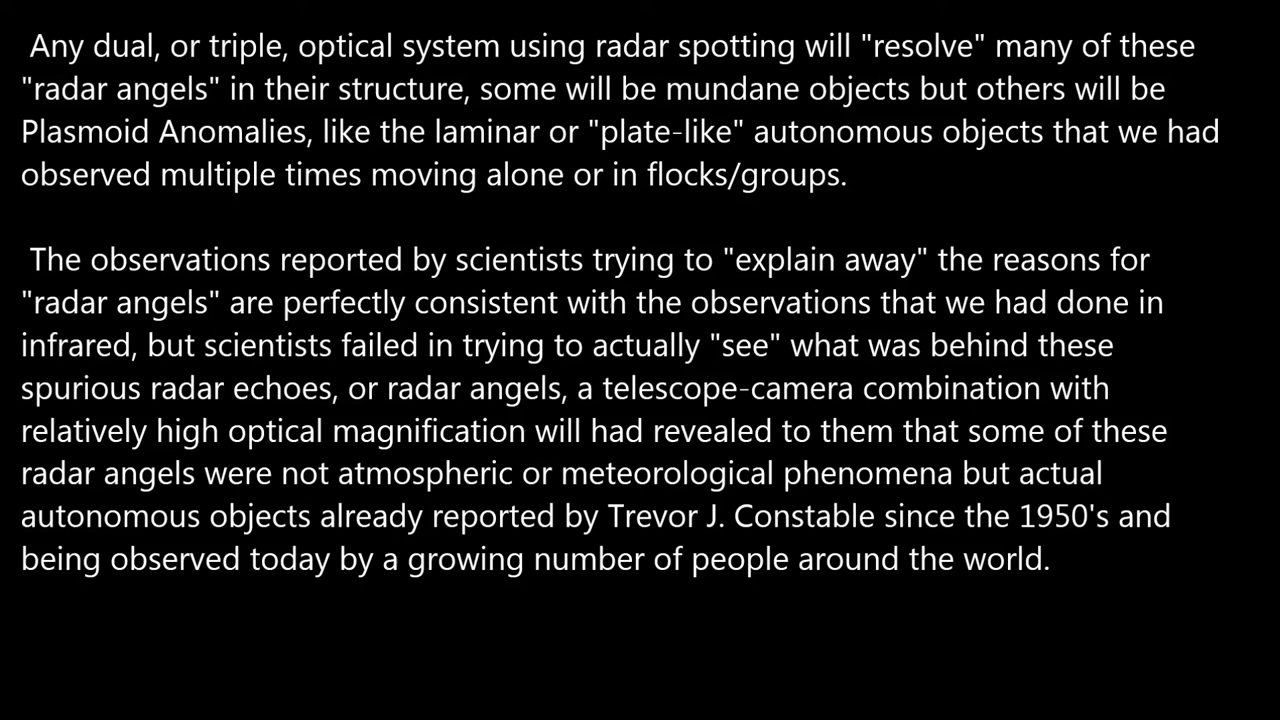 Any dual, or triple, optical system using radar spotting will "resolve" many of these
"radar angels" in their structure, some will be mundane objects but others will be
Plasmoid Anomalies, like the laminar or "plate-like" autonomous objects that we had
observed multiple times moving alone or in flocks/groups.
The observations reported by scientists trying to "explain away" the reasons for
"radar angels" are perfectly consistent with the observations that we had done in
infrared, but scientists failed in trying to actually "see" what was behind these
spurious radar echoes, or radar angels, a telescope-camera combination with
relatively high optical magnification will had revealed to them that some of these
radar angels were not atmospheric or meteorological phenomena but actual
autonomous objects already reported by Trevor J. Constable since the 1950's and
being observed today by a growing number of people around the world.